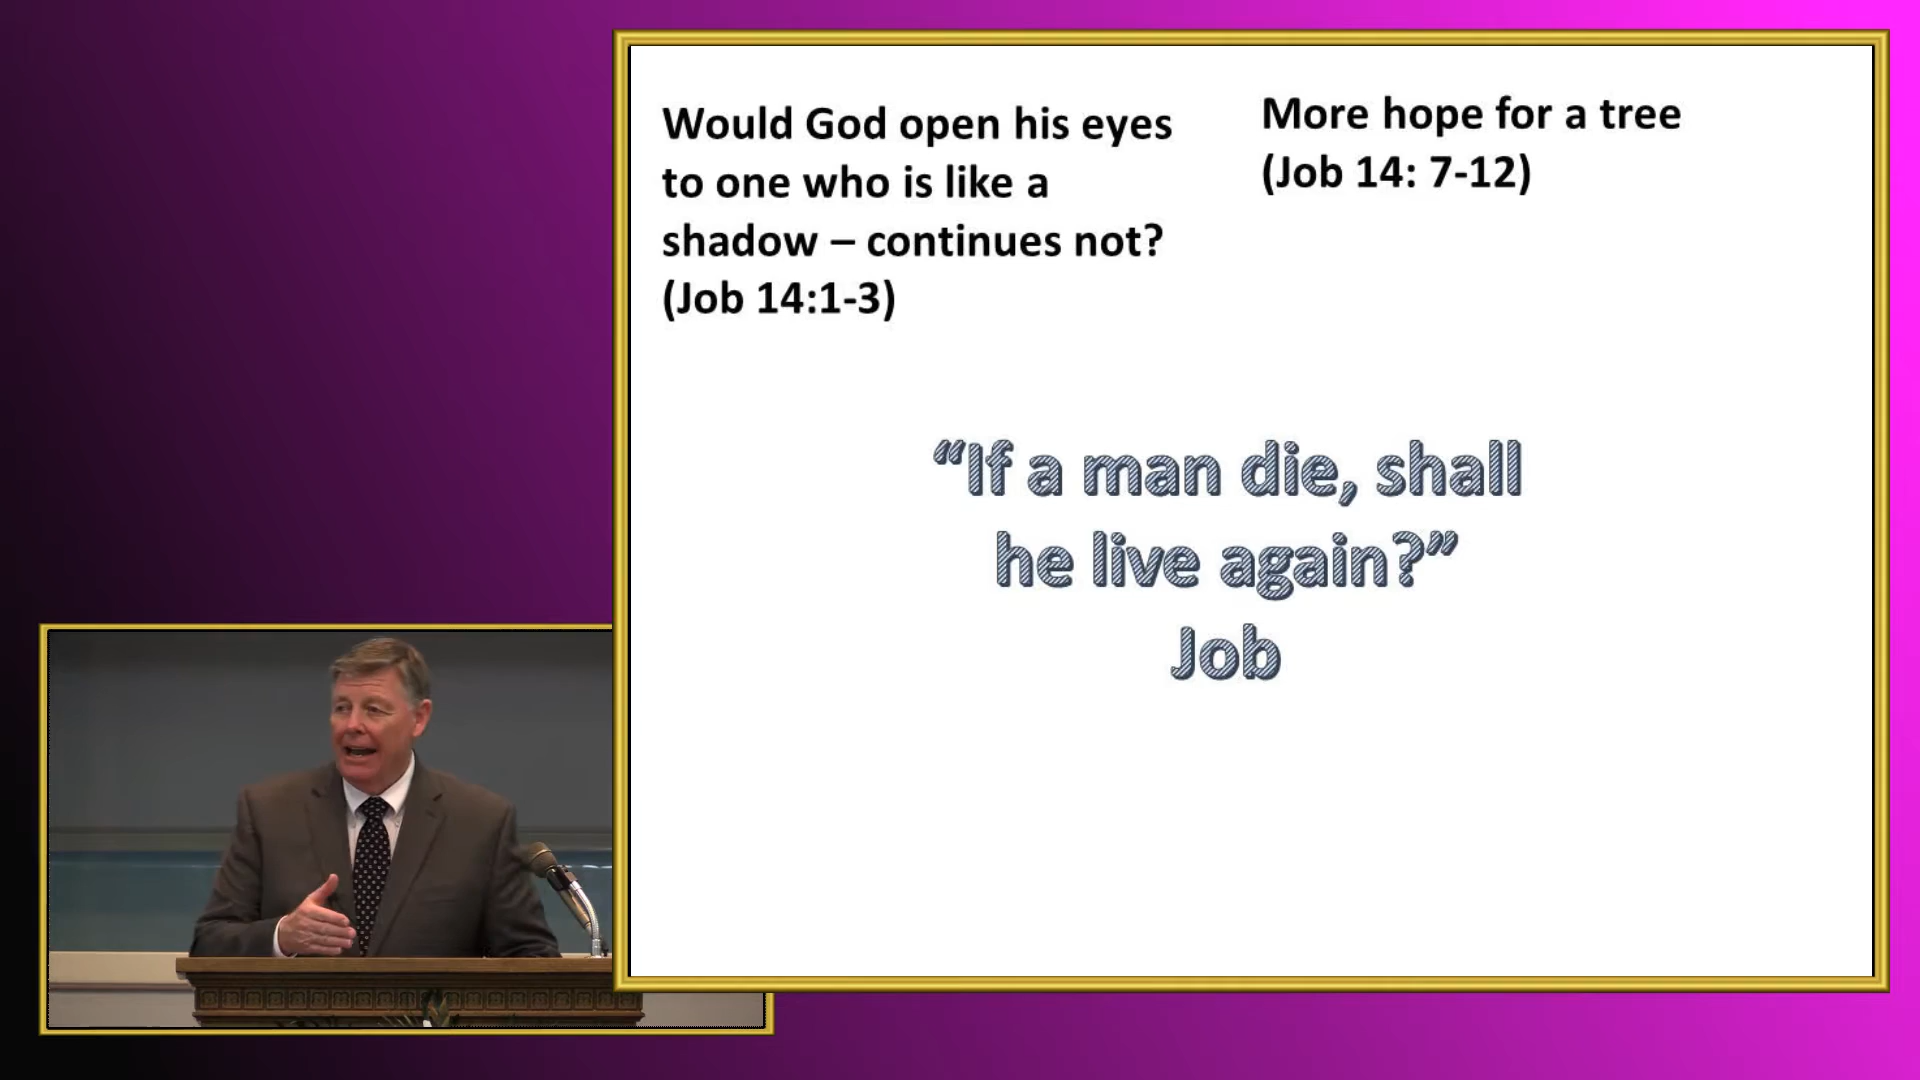 Would God open his eyes
to one who is like a
shadow – continues not?
(Job 14:1-3)
More hope for a tree
(Job 14: 7-12)
“If a man die, shall
he live again?”
Job